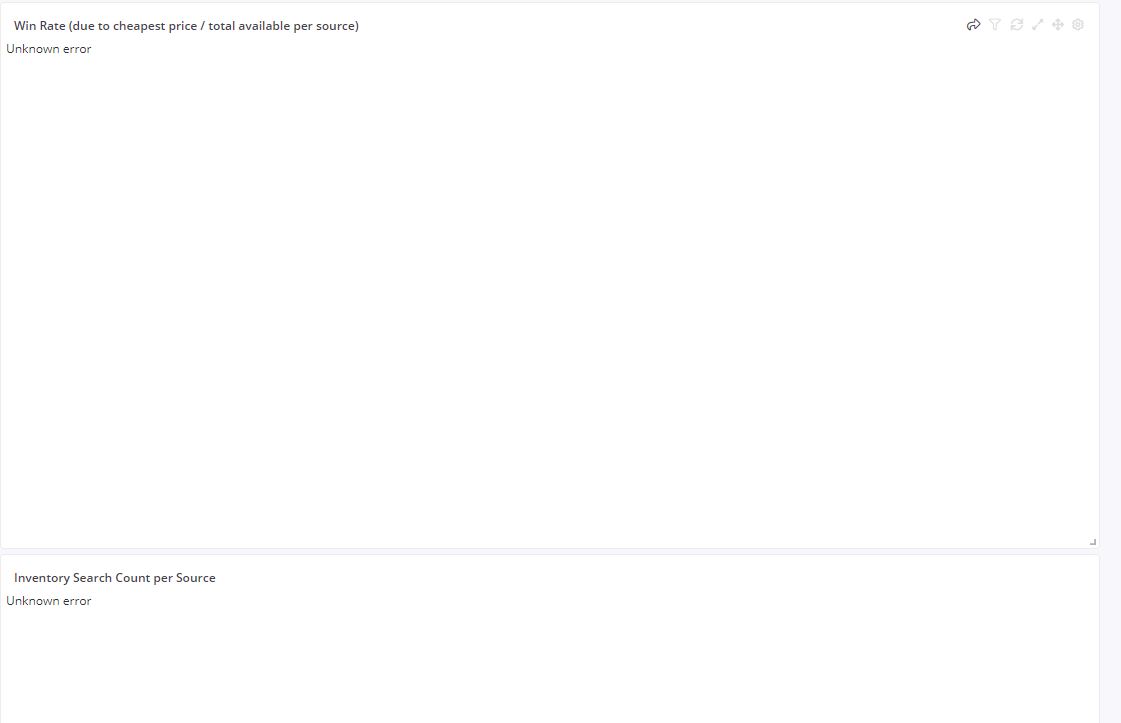 Win Rate (due to cheapest price / total available per source)
Unknown error
Inventory Search Count per Source
Unknown error